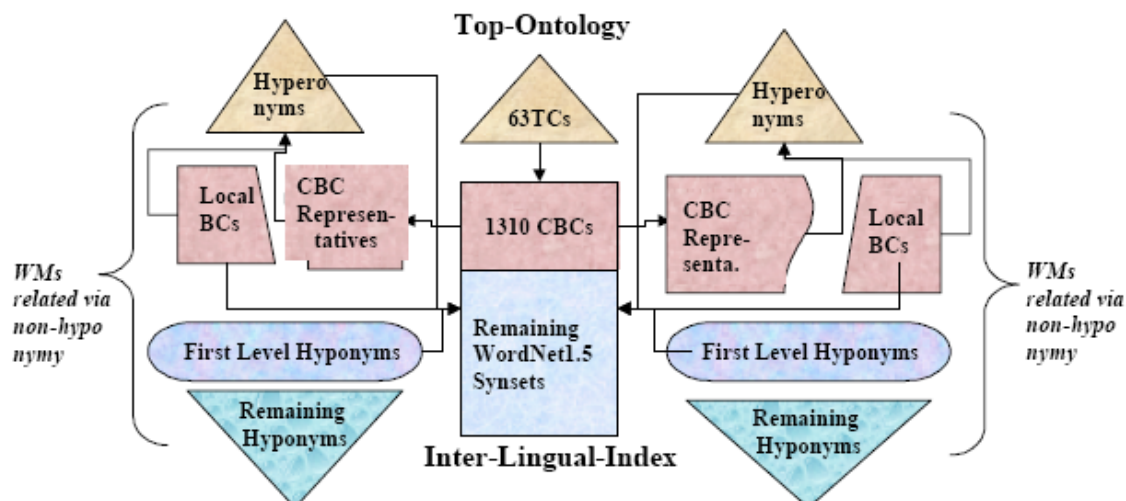 Top-Ontology
Hypero
nyms
63TCs
Hypero
nyms
Local
BCs
CBC
Represen-
tatives
1310 CBCs
CBC
Repre-
senta.
Local
BCs
WMs
related via
non-hypo
nymy
First Level Hyponyms
Remaining
WordNet1.5
Synsets
First Level Hyponyms
WMs
related via
non-hypo
nymy
Remaining
Hyponyms
Remaining
Hyponyms
Inter-Lingual-Index